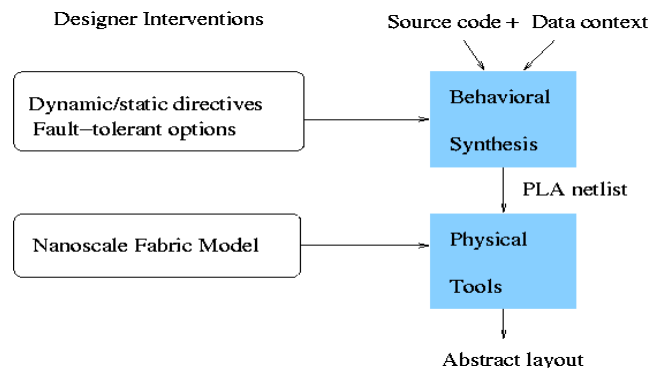 Designer Interventions
Source code + Data context
Dynamic/static directives
Fault−tolerant options
Behavioral
Synthesis
PLA netlist
Nanoscale Fabric Model
Physical
Tools
Abstract layout